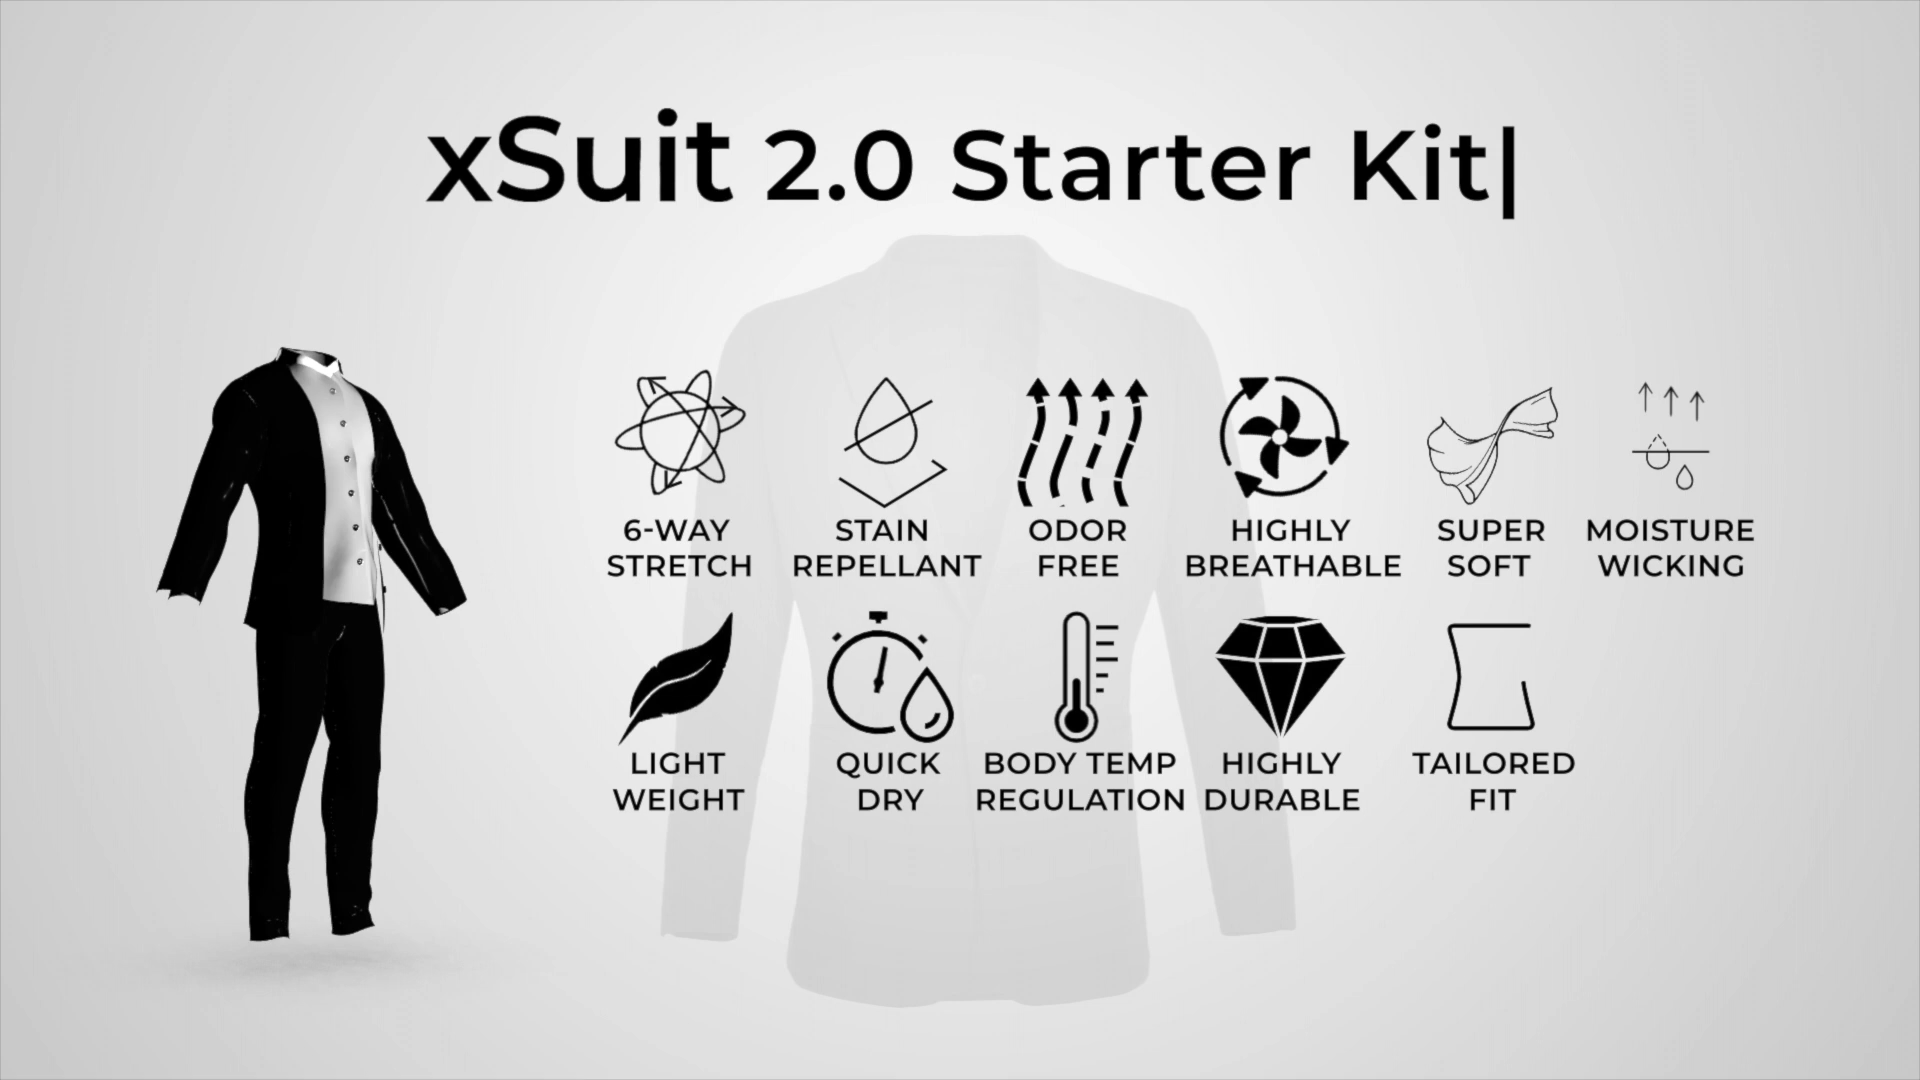 xSuit 2.0 Starter Kit|
6-WAY STRETCH
STAIN REPELLANT
ODOR FREE
HIGHLY BREATHABLE
SUPER SOFT
MOISTURE WICKING
LIGHT WEIGHT
QUICK DRY
BODY TEMP REGULATION
HIGHLY DURABLE
TAILORED FIT